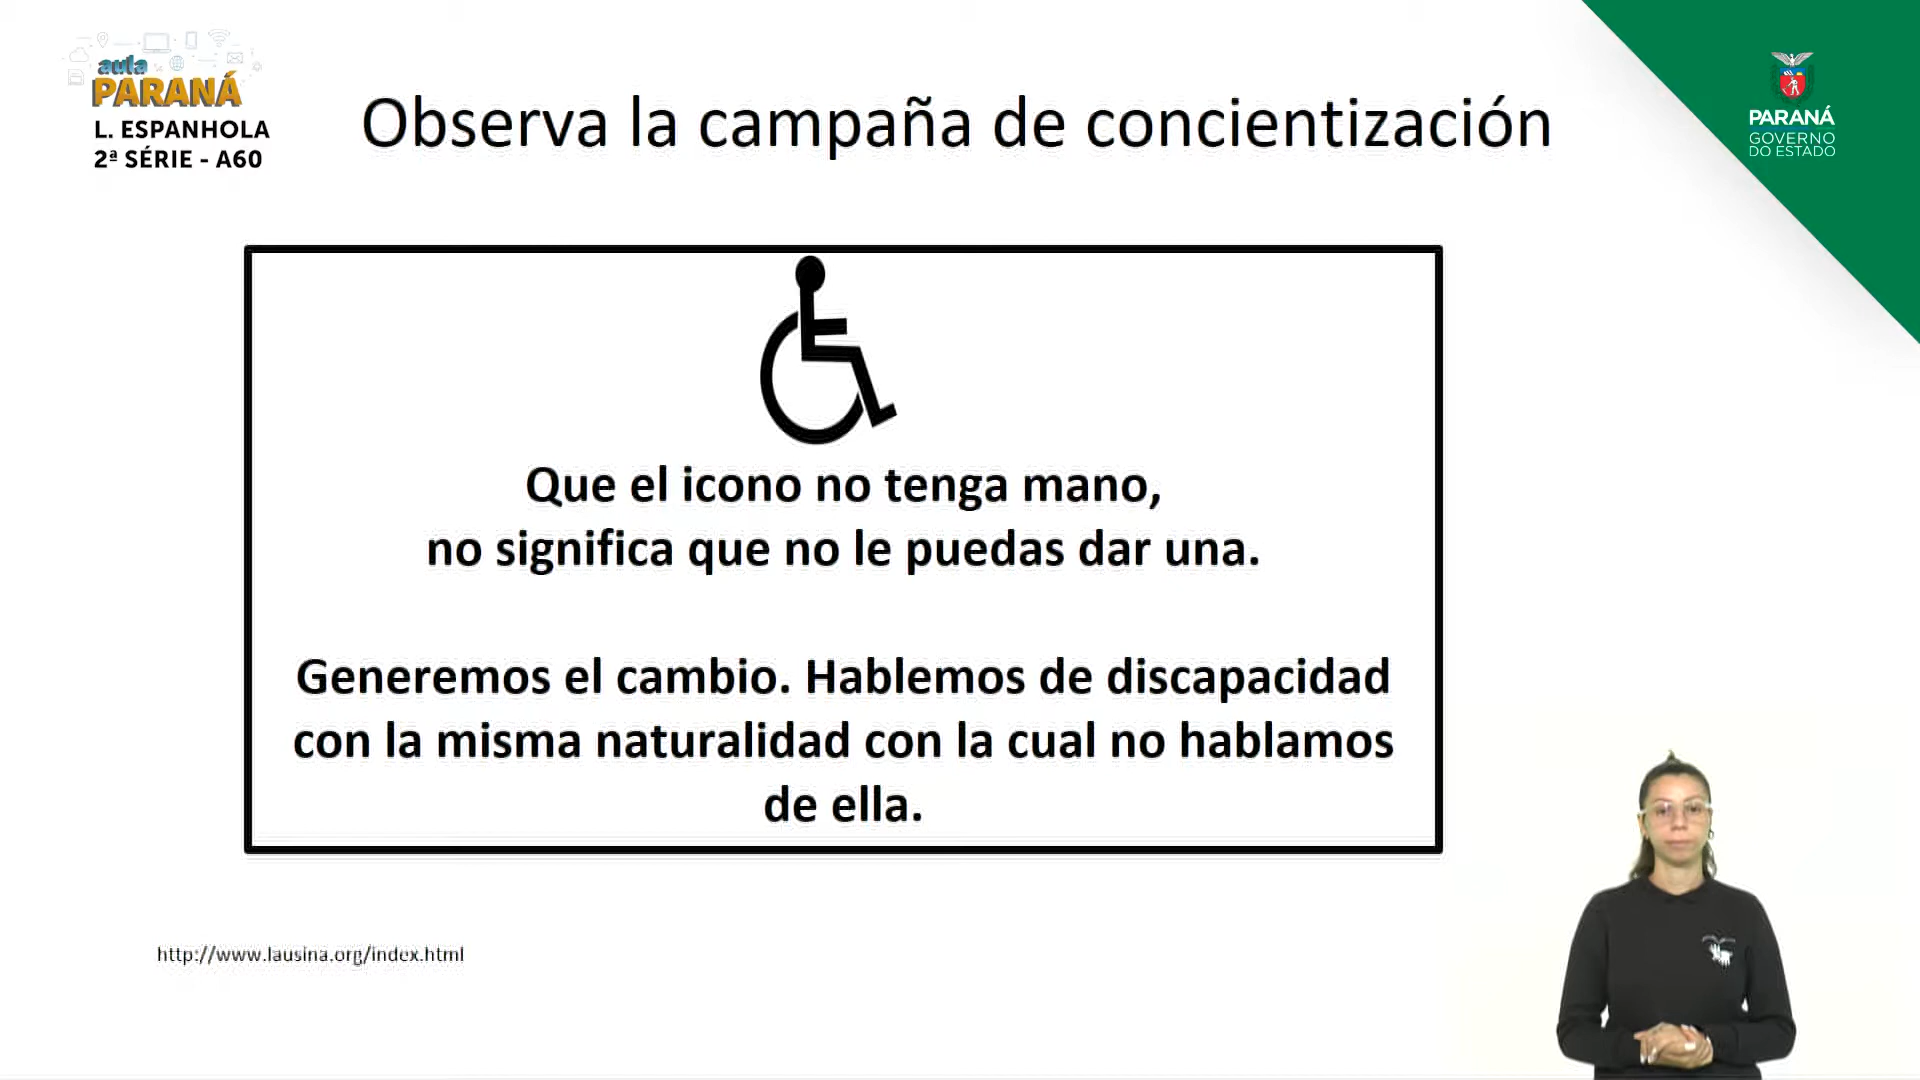 aula
PARANÁ
L. ESPANHOLA
2ª SÉRIE - A60
Observa la campaña de concientización
PARANÁ
GOVERNO
DO ESTADO
Que el icono no tenga mano,
no significa que no le puedas dar una.
Generemos el cambio. Hablemos de discapacidad
con la misma naturalidad con la cual no hablamos
de ella.
http://www.lausina.org/index.html